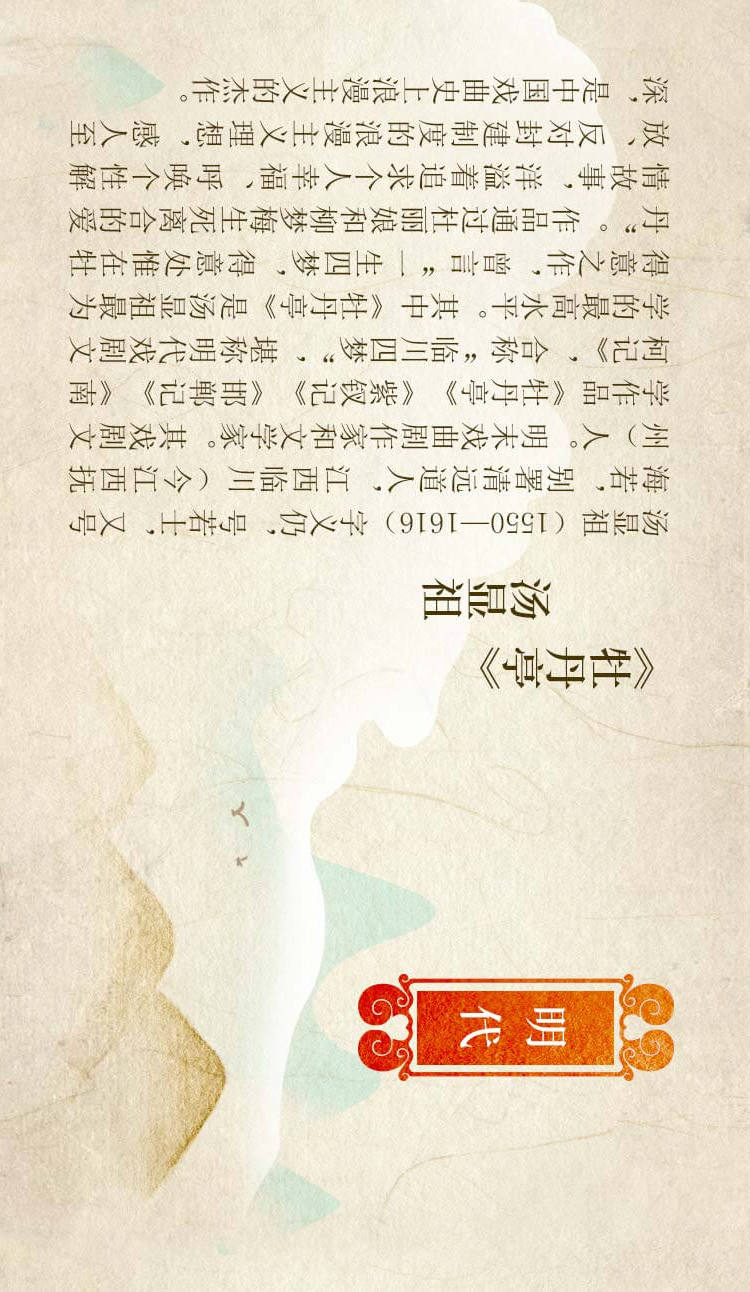 明代
《牡丹亭》
汤显祖
汤显祖（1550—1616）字义仍，号若士，又号
海若，别署清远道人，江西临川（今江西抚
州）人。明末戏曲剧作家和文学家。其戏剧文
学作品《牡丹亭》《紫钗记》《邯郸记》《南
柯记》，合称“临川四梦”，堪称明代戏剧文
学的最高水平。其中《牡丹亭》是汤显祖最为
得意之作，曾言“一生四梦，得意处惟在牡
丹”。作品通过杜丽娘和柳梦梅生死离合的爱
情故事，洋溢着追求个人幸福、呼唤个性解
放、反对封建制度的浪漫主义理想，感人至
深，是中国戏曲史上浪漫主义的杰作。